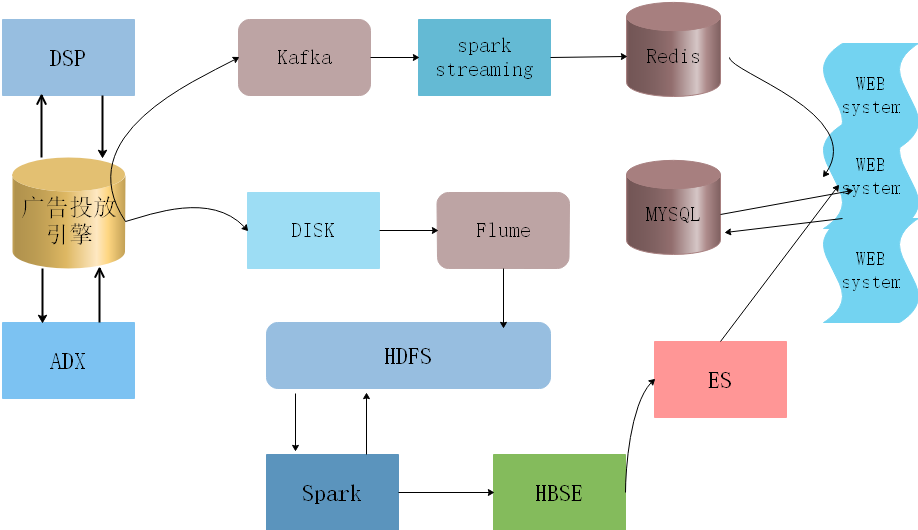 DSP
Kafka
spark
streaming
Redis
WEB
system
广告投放
引擎
DISK
Flume
MYSQL
WEB
system
WEB
system
ADX
HDFS
ES
Spark
HBSE